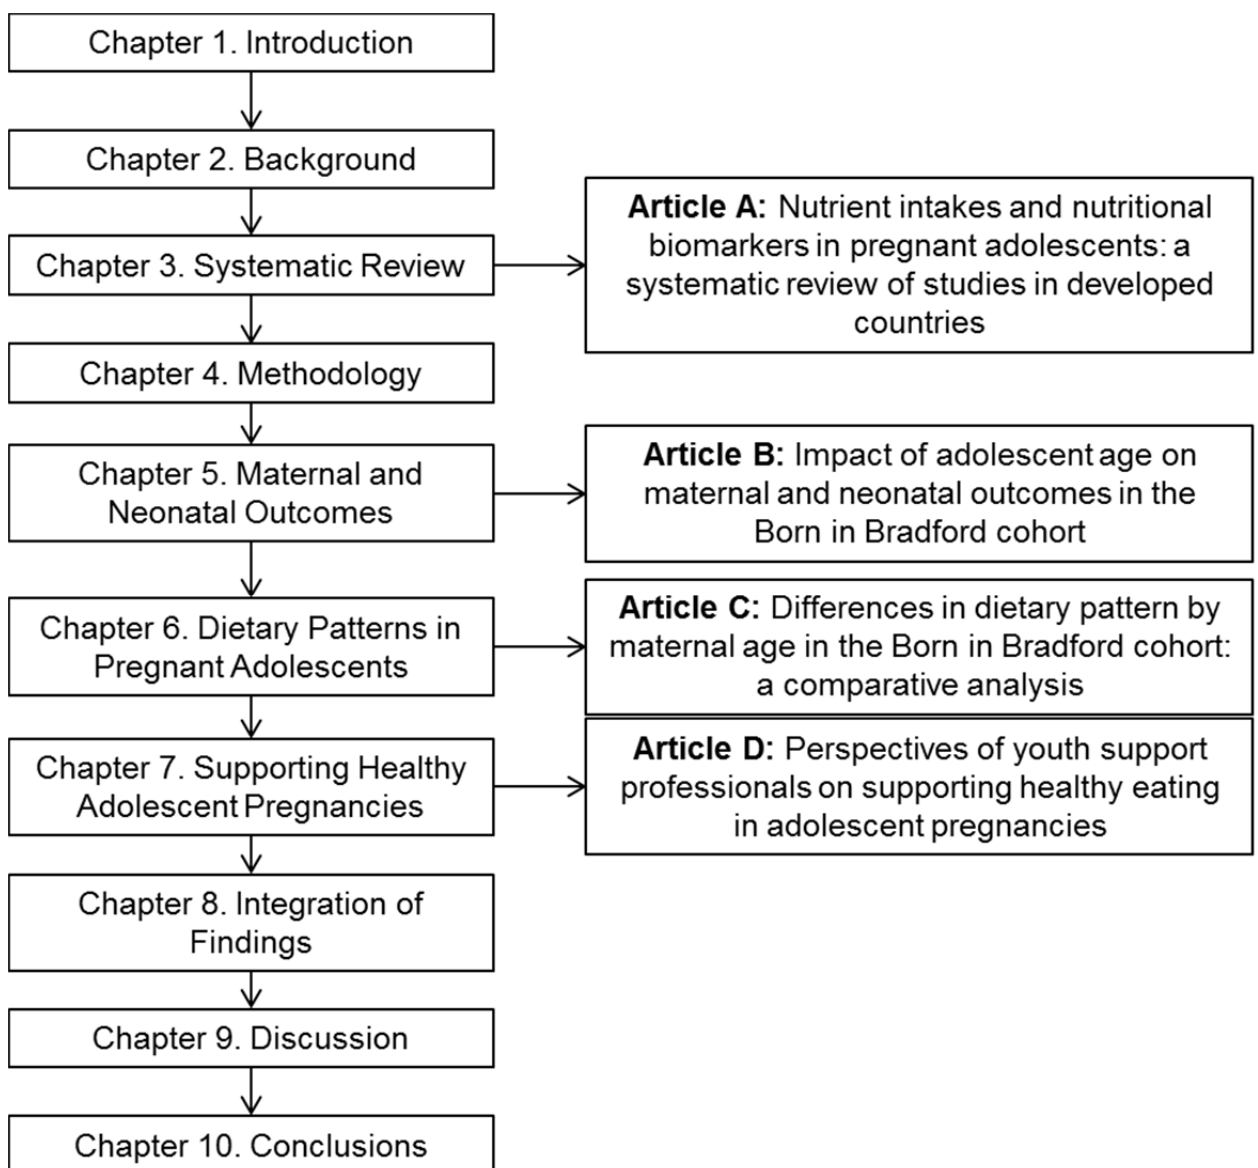 Chapter 1. Introduction
Chapter 2. Background
Chapter 3. Systematic Review
Article A: Nutrient intakes and nutritional
biomarkers in pregnant adolescents: a
systematic review of studies in developed
countries
Chapter 4. Methodology
Chapter 5. Maternal and
Neonatal Outcomes
Article B: Impact of adolescent age on
maternal and neonatal outcomes in the
Born in Bradford cohort
Chapter 6. Dietary Patterns in
Pregnant Adolescents
Article C: Differences in dietary pattern by
maternal age in the Born in Bradford cohort:
a comparative analysis
Chapter 7. Supporting Healthy
Adolescent Pregnancies
Article D: Perspectives of youth support
professionals on supporting healthy eating
in adolescent pregnancies
Chapter 8. Integration of
Findings
Chapter 9. Discussion
Chapter 10. Conclusions